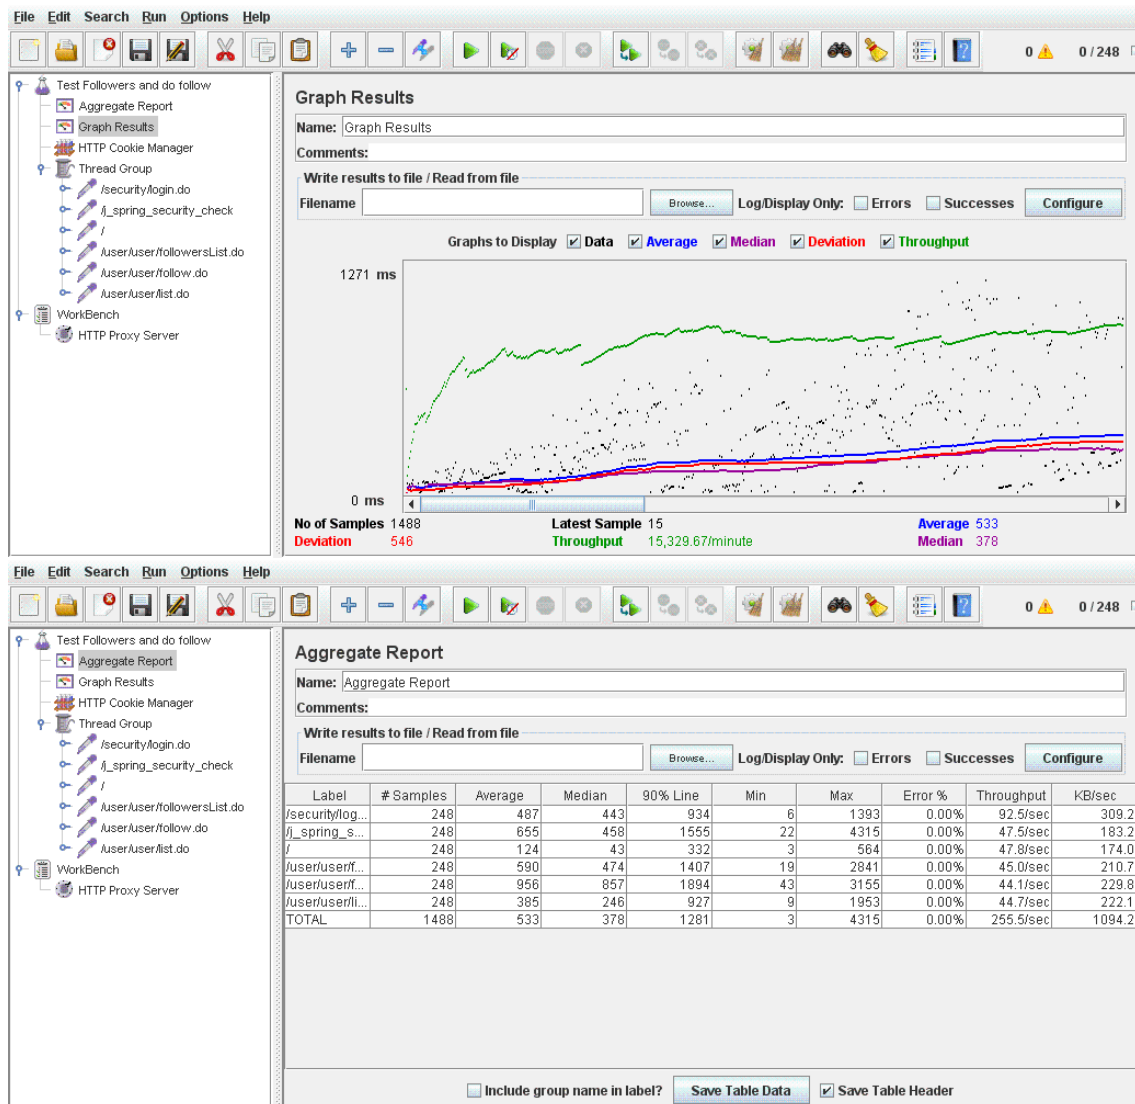 File Edit Search Run Options Help
0 0 / 248
Test Followers and do follow
Aggregate Report
Graph Results
HTTP Cookie Manager
Thread Group
/security/login.do
/j_spring_security_check
/
/user/user/followersList.do
/user/user/follow.do
/user/user/list.do
WorkBench
HTTP Proxy Server
Graph Results
Name: Graph Results
Comments:
Write results to file / Read from file
Filename Browse... Log/Display Only: Errors Successes Configure
Graphs to Display Data Average Median Deviation Throughput
1271 ms
0 ms
No of Samples 1488 Latest Sample 15 Average 533
Deviation 546 Throughput 15,329.67/minute Median 378
File Edit Search Run Options Help
0 0 / 248
Test Followers and do follow
Aggregate Report
Graph Results
HTTP Cookie Manager
Thread Group
/security/login.do
/j_spring_security_check
/
/user/user/followersList.do
/user/user/follow.do
/user/user/list.do
WorkBench
HTTP Proxy Server
Aggregate Report
Name: Aggregate Report
Comments:
Write results to file / Read from file
Filename Browse... Log/Display Only: Errors Successes Configure
Label # Samples Average Median 90% Line Min Max Error % Throughput KB/sec
/security/log... 248 487 443 934 6 1393 0.00% 92.5/sec 309.2
/j_spring_s... 248 655 458 1555 22 4315 0.00% 47.5/sec 183.2
/ 248 124 43 332 3 564 0.00% 47.8/sec 174.0
/user/user/f... 248 590 474 1407 19 2841 0.00% 45.0/sec 210.7
/user/user/f... 248 956 857 1894 43 3155 0.00% 44.1/sec 229.8
/user/user/li... 248 385 246 927 9 1953 0.00% 44.7/sec 222.1
TOTAL 1488 533 378 1281 3 4315 0.00% 255.5/sec 1094.2
Include group name in label? Save Table Data Save Table Header